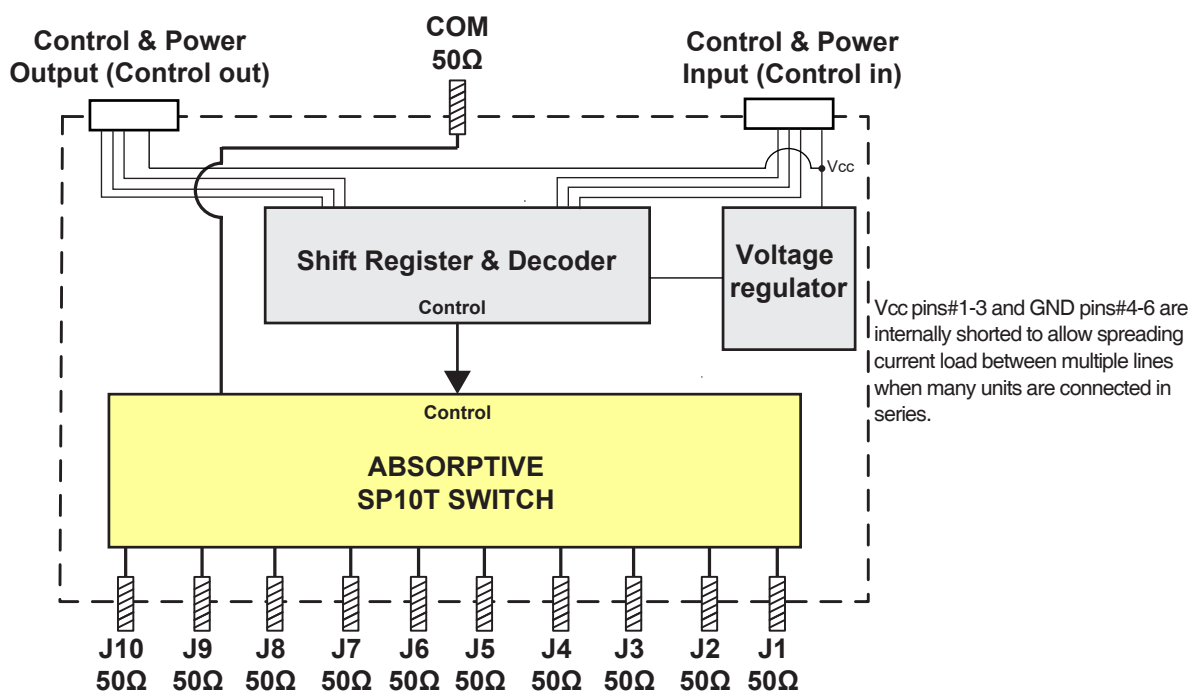 Control & Power
Output (Control out)
COM
50Ω
Control & Power
Input (Control in)
Vcc
Shift Register & Decoder
Control
Voltage
regulator
Vcc pins#1-3 and GND pins#4-6 are
internally shorted to allow spreading
current load between multiple lines
when many units are connected in
series.
Control
ABSORPTIVE
SP10T SWITCH
J10 J9 J8 J7 J6 J5 J4 J3 J2 J1
50Ω 50Ω 50Ω 50Ω 50Ω 50Ω 50Ω 50Ω 50Ω 50Ω